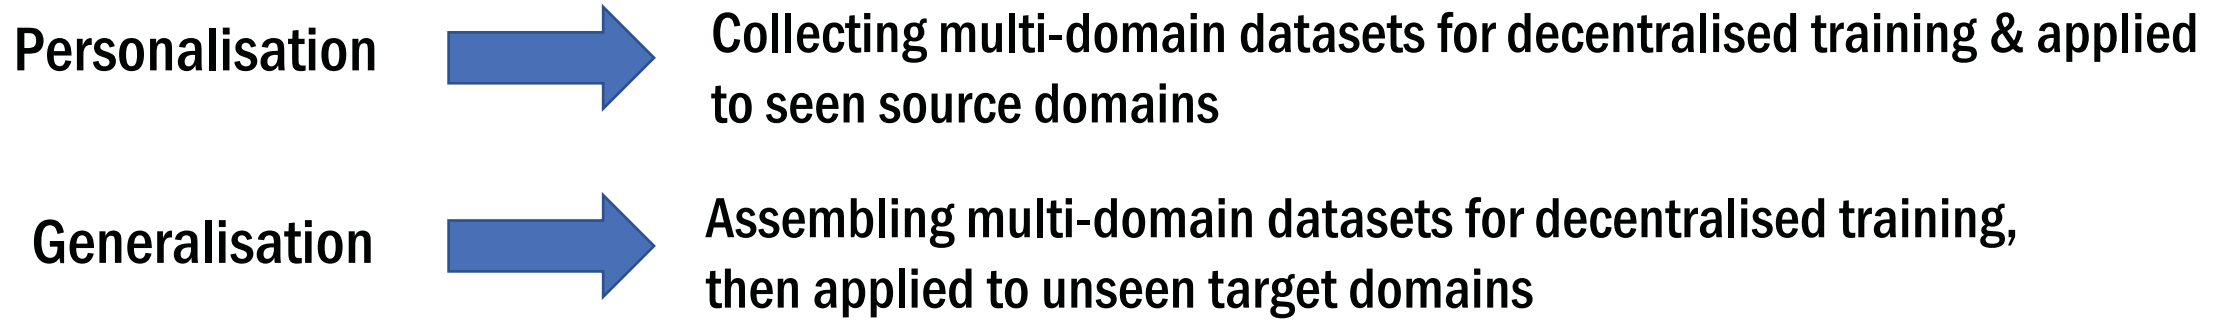 Personalisation
Collecting multi-domain datasets for decentralised training & applied
to seen source domains
Generalisation
Assembling multi-domain datasets for decentralised training,
then applied to unseen target domains